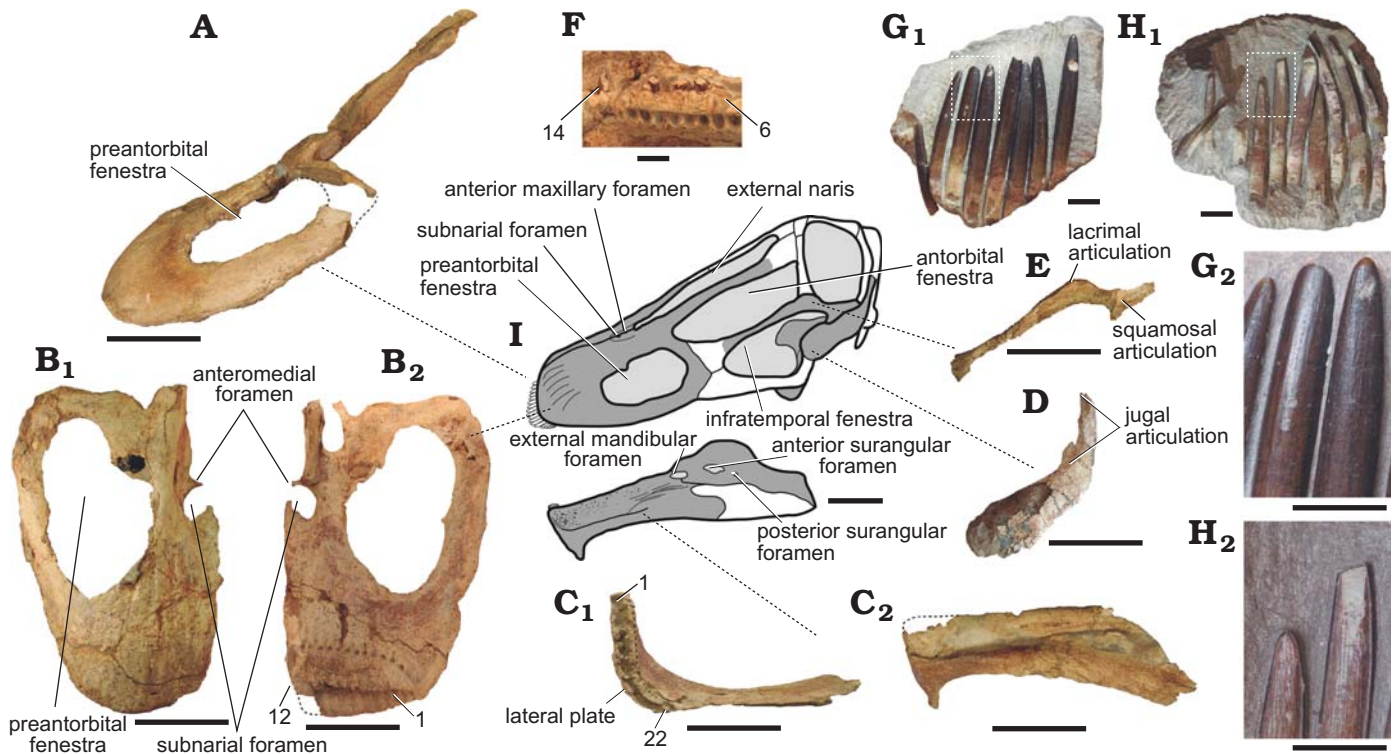 A
F
G1
H1
preantorbital
fenestra
14
6
anterior maxillary foramen
external naris
subnarial foramen
preantorbital
fenestra
antorbital
fenestra
lacrimal
articulation
E
G2
squamosal
articulation
I
B1
B2
anteromedial
foramen
D
infratemporal fenestra
jugal
articulation
external mandibular
foramen
anterior surangular
foramen
posterior surangular
foramen
H2
C1
1
C2
lateral plate
22
12
1
preantorbital
fenestra
subnarial foramen